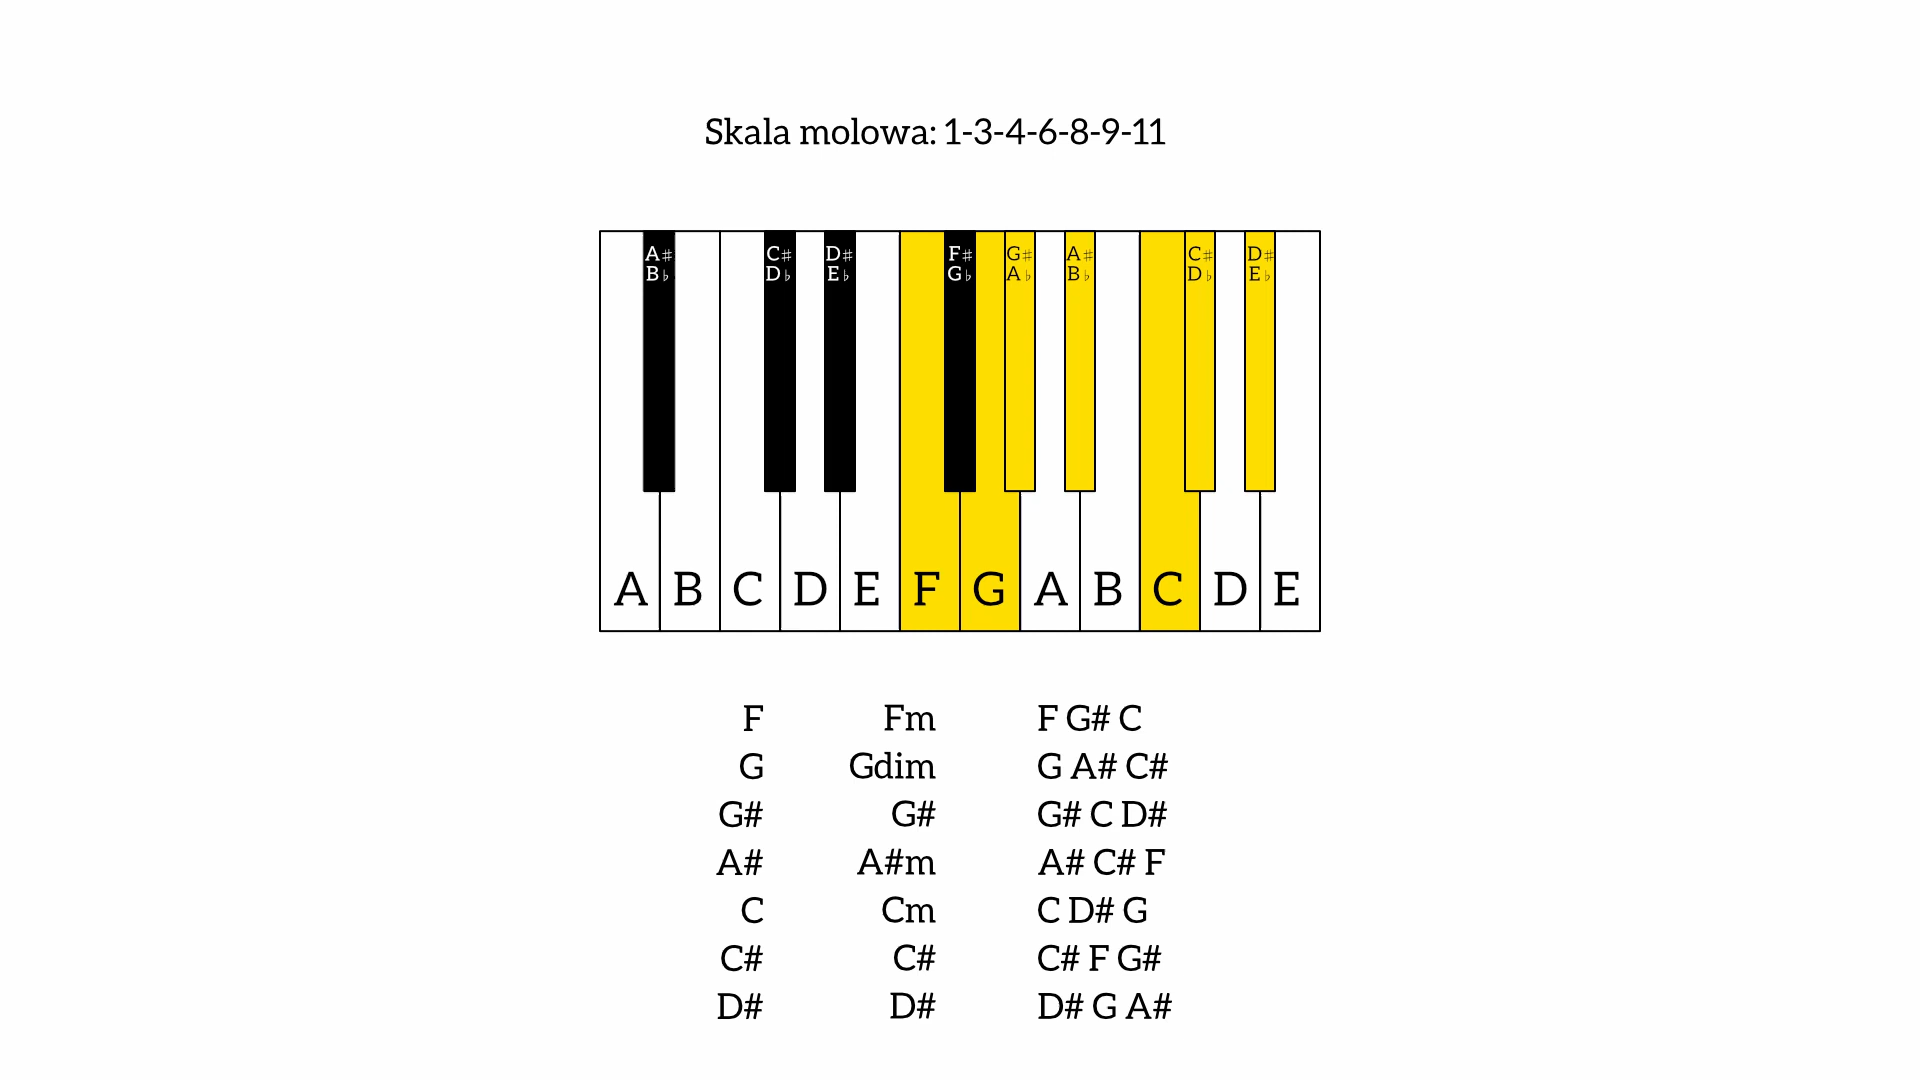 Skala molowa: 1-3-4-6-8-9-11
A♯ C♯ D♯ F♯ G♯ A♯ C♯ D♯
B♭ D♭ E♭ G♭ A♭ B♭ D♭ E♭
A B C D E F G A B C D E
F Fm F G# C
G Gdim G A# C#
G# G# G# C D#
A# A#m A# C# F
C Cm C D# G
C# C# C# F G#
D# D# D# G A#